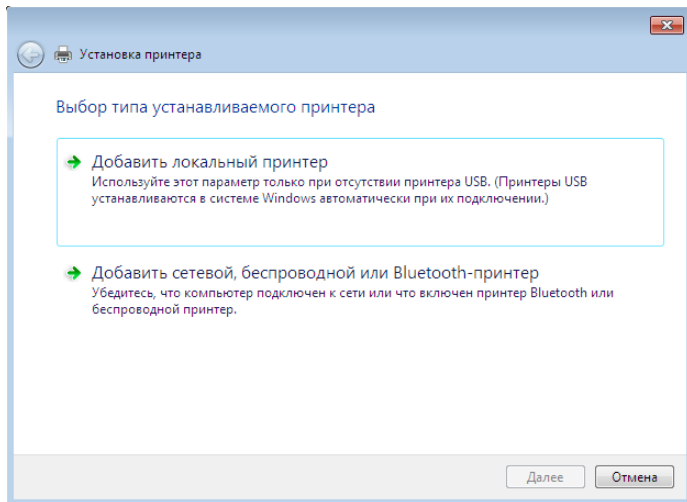 Установка принтера
Выбор типа устанавливаемого принтера
Добавить локальный принтер
Используйте этот параметр только при отсутствии принтера USB. (Принтеры USB
устанавливаются в системе Windows автоматически при их подключении.)
Добавить сетевой, беспроводной или Bluetooth-принтер
Убедитесь, что компьютер подключен к сети или что включен принтер Bluetooth или
беспроводной принтер.
Далее
Отмена